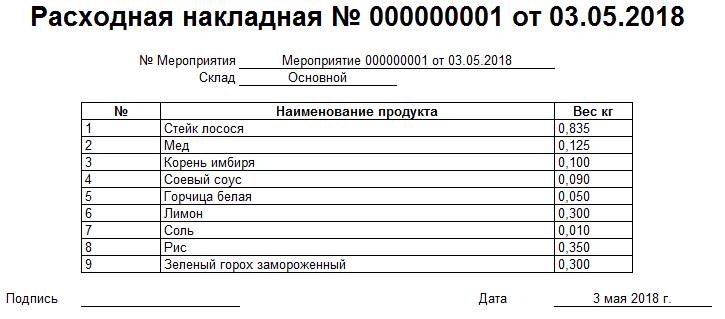 Расходная накладная № 000000001 от 03.05.2018
№ Мероприятия Мероприятие 000000001 от 03.05.2018
Склад Основной
№ Наименование продукта Вес кг
1 Стейк лосося 0,835
2 Мед 0,125
3 Корень имбиря 0,100
4 Соевый соус 0,090
5 Горчица белая 0,050
6 Лимон 0,300
7 Соль 0,010
8 Рис 0,350
9 Зеленый горох замороженный 0,300
Подпись Дата 3 мая 2018 г.